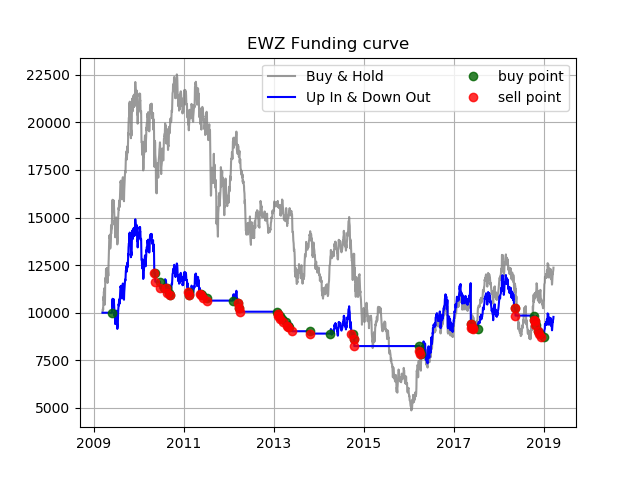 EWZ Funding curve
Buy & Hold
Up In & Down Out
buy point
sell point
22500
20000
17500
15000
12500
10000
7500
5000
2009 2011 2013 2015 2017 2019